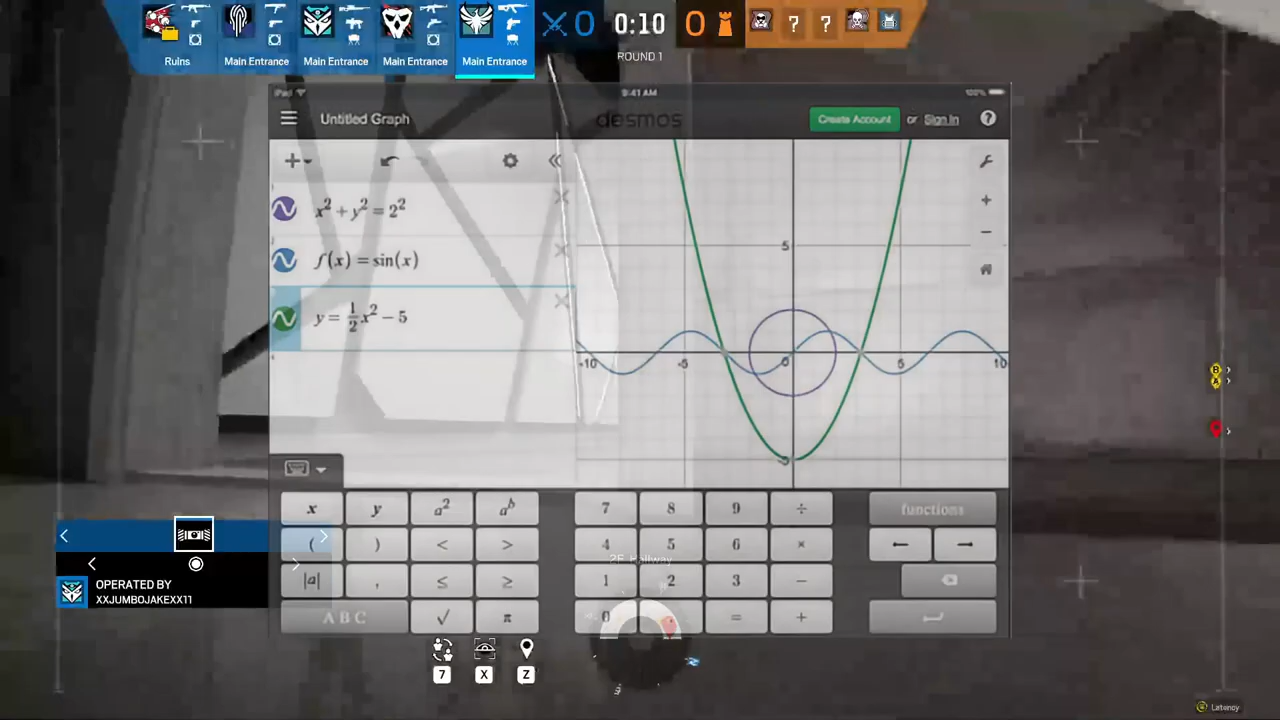 0 0:10 0
? ?
Ruins Main Entrance Main Entrance Main Entrance Main Entrance
ROUND 1
iPad 9:41 AM 100%
Untitled Graph desmos Create Account or Sign In ?
x² + y² = 2²
f(x) = sin(x)
y = 1/2 x² − 5
5
-10 -5 0 5 10
x y a² aᵇ 7 8 9 ÷ functions
( ) < > 4 5 6 × ← →
|a| , ≤ ≥ 1 2 3 −
2F Hallway
A B C √ π 0 = +
OPERATED BY
XXJUMBOJAKEXX11
B
X
7 X Z
Latency